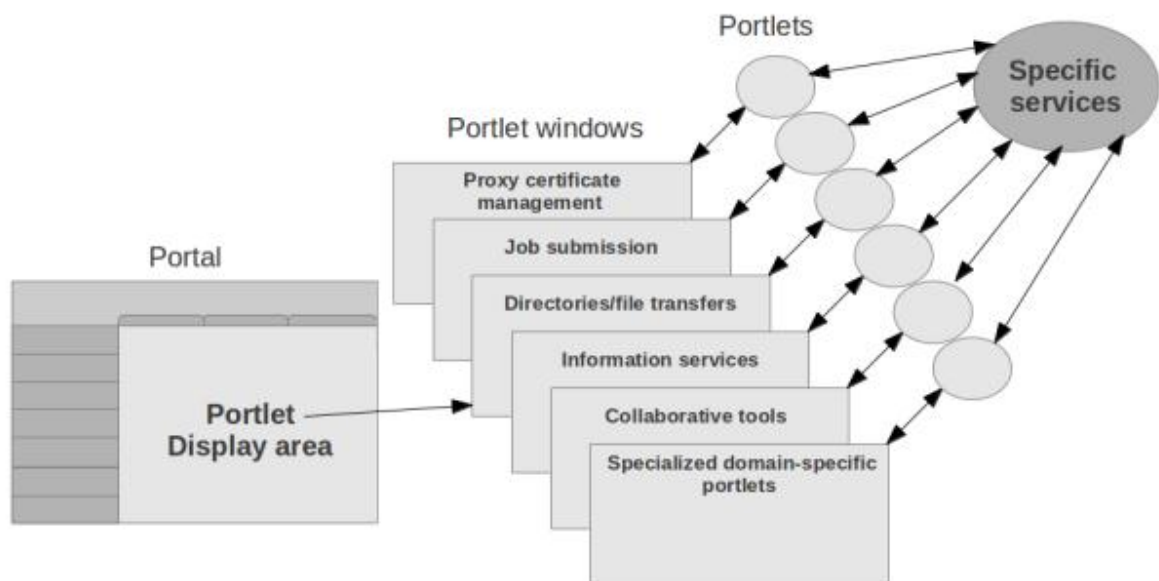 Portlets
Specific
services
Portlet windows
Proxy certificate
management
Job submission
Portal
Directories/file transfers
Information services
Portlet
Display area
Collaborative tools
Specialized domain-specific
portlets